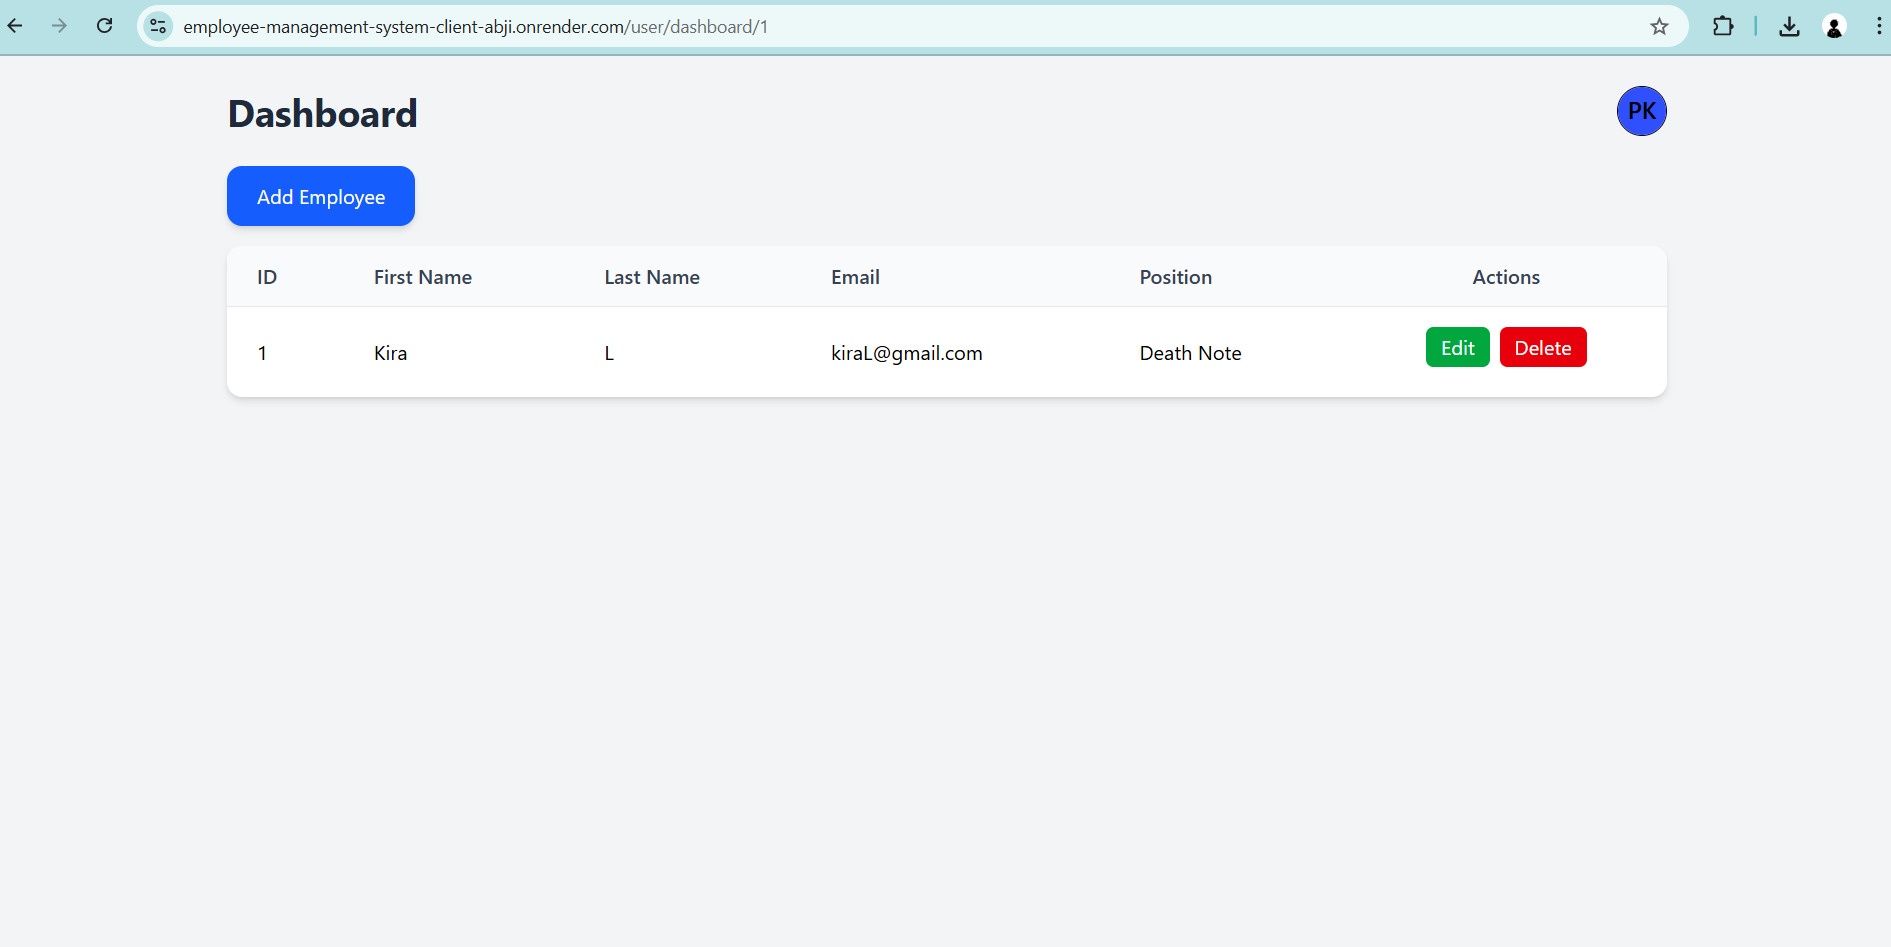 employee-management-system-client-abji.onrender.com/user/dashboard/1
Dashboard
PK
Add Employee
ID First Name Last Name Email Position Actions
1 Kira L kiraL@gmail.com Death Note Edit Delete